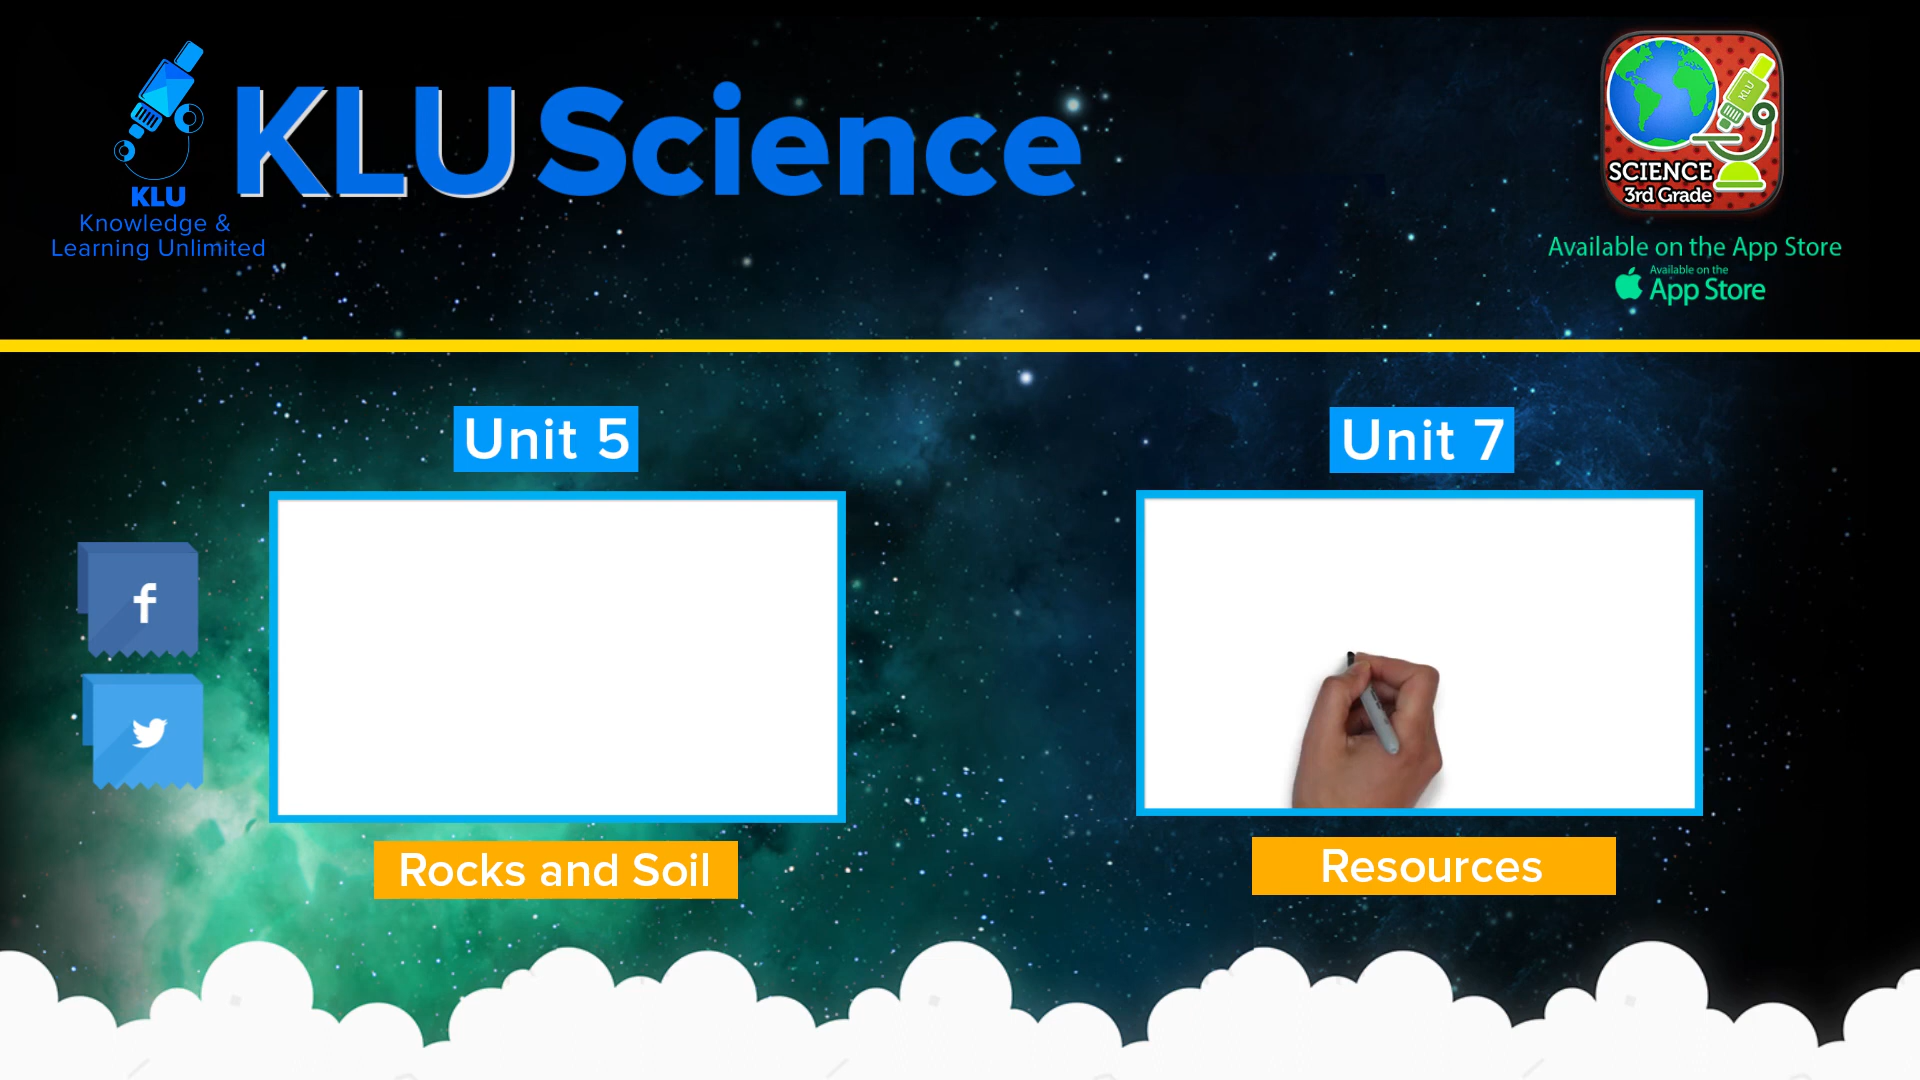 KLU Science
KLU
Knowledge &
Learning Unlimited
KLU
SCIENCE
3rd Grade
Available on the App Store
Available on the
App Store
Unit 5
Unit 7
f
Rocks and Soil
Resources